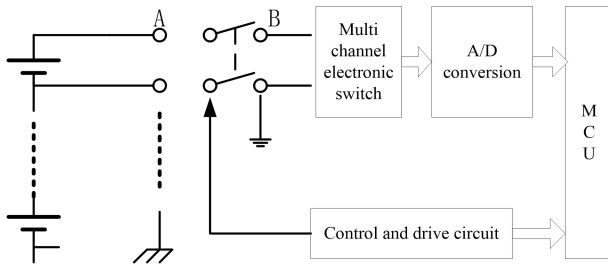 A
B
Multi
channel
electronic
switch
A/D
conversion
M
C
U
Control and drive circuit